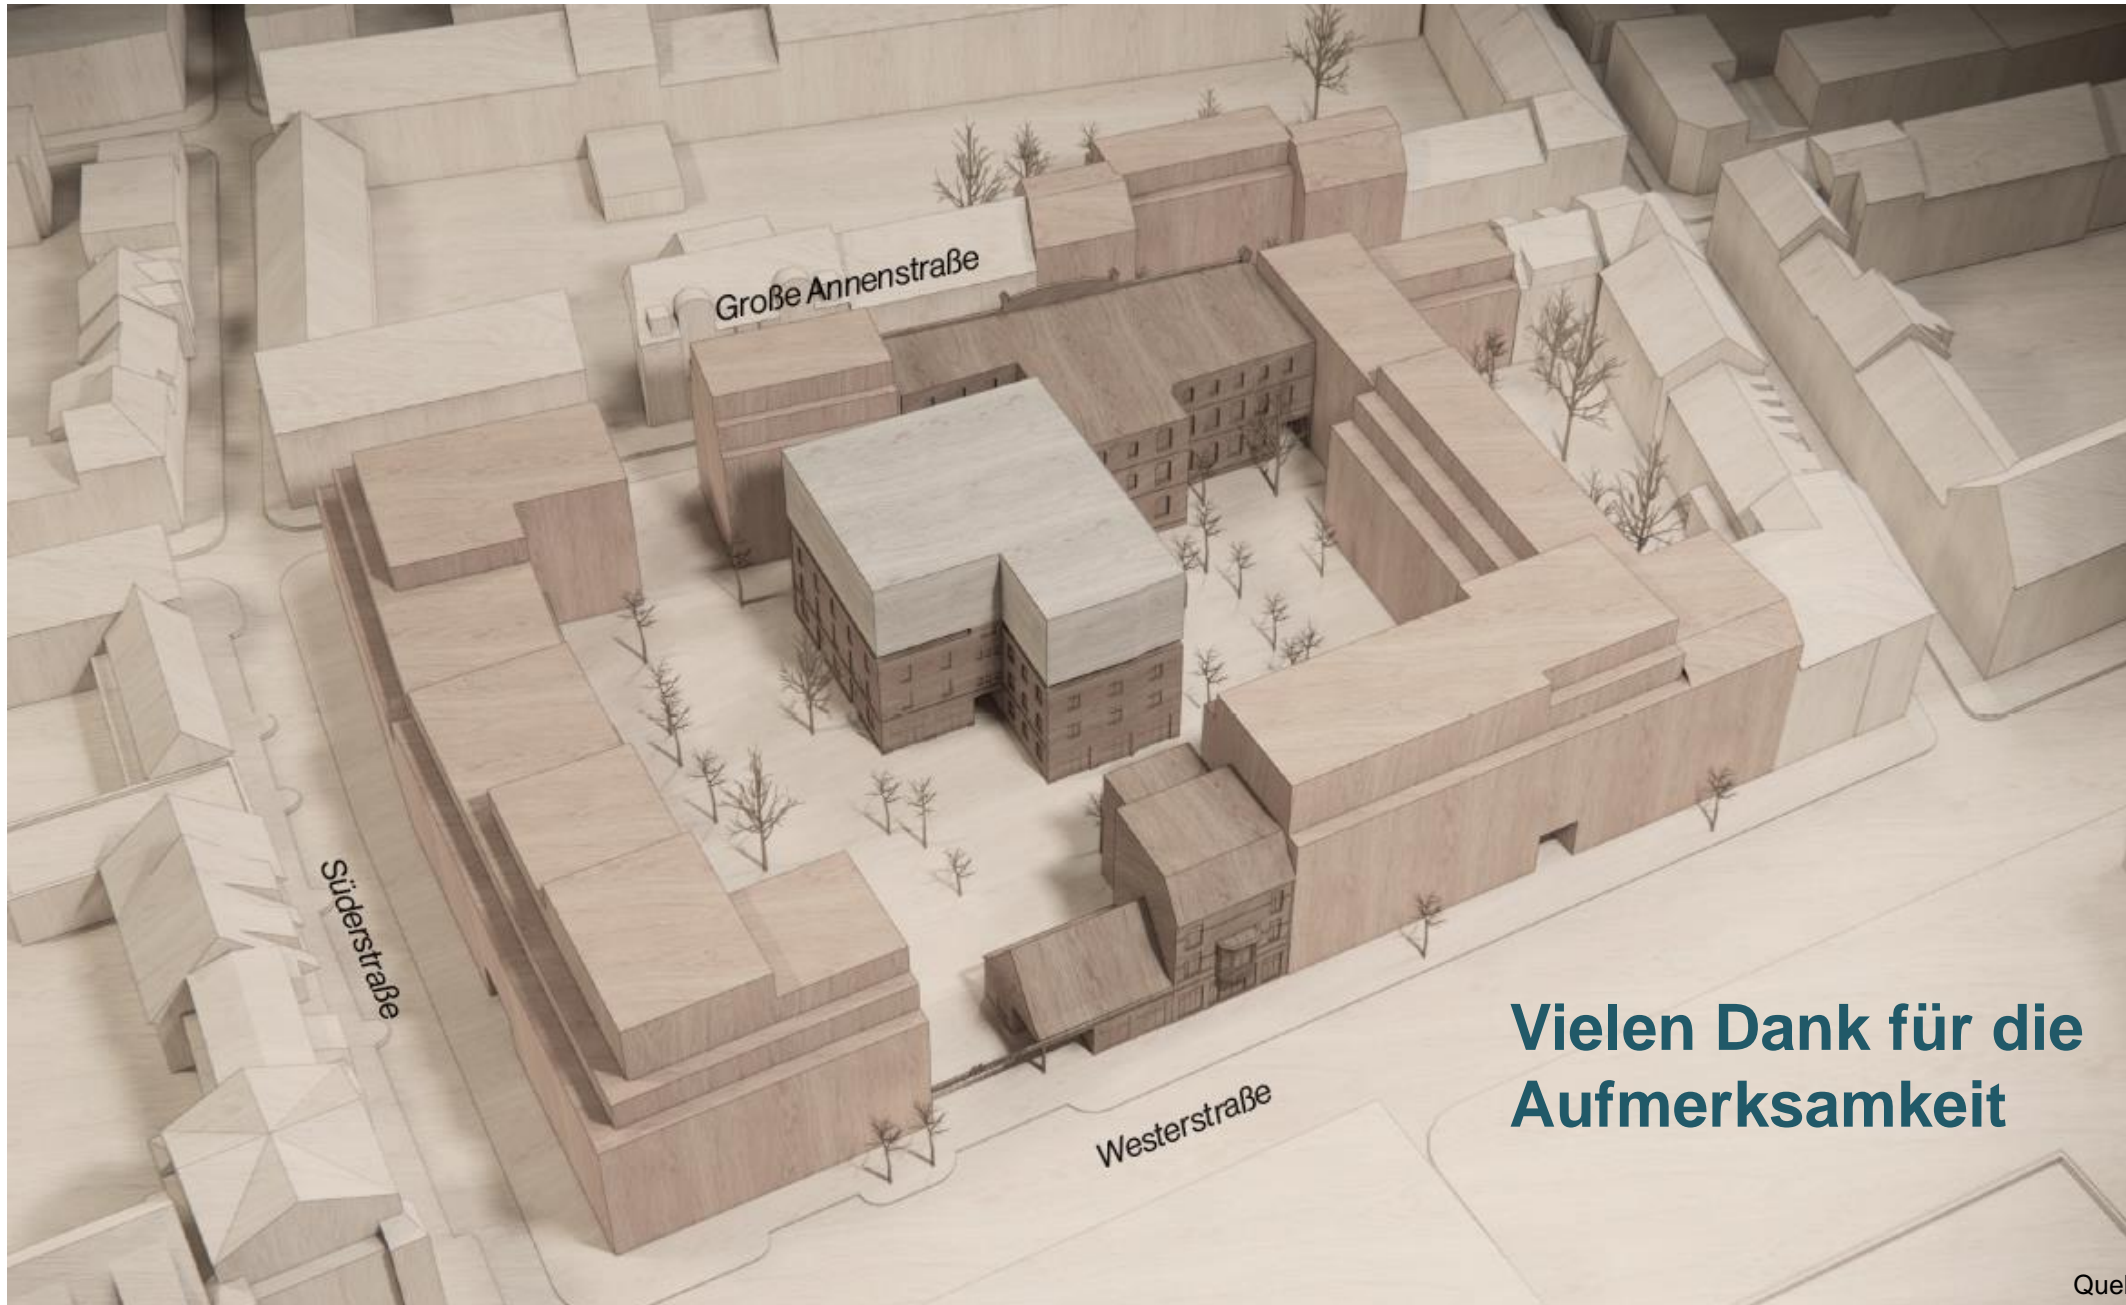 Große Annenstraße
Süderstraße
Westerstraße
Vielen Dank für die
Aufmerksamkeit
Quel